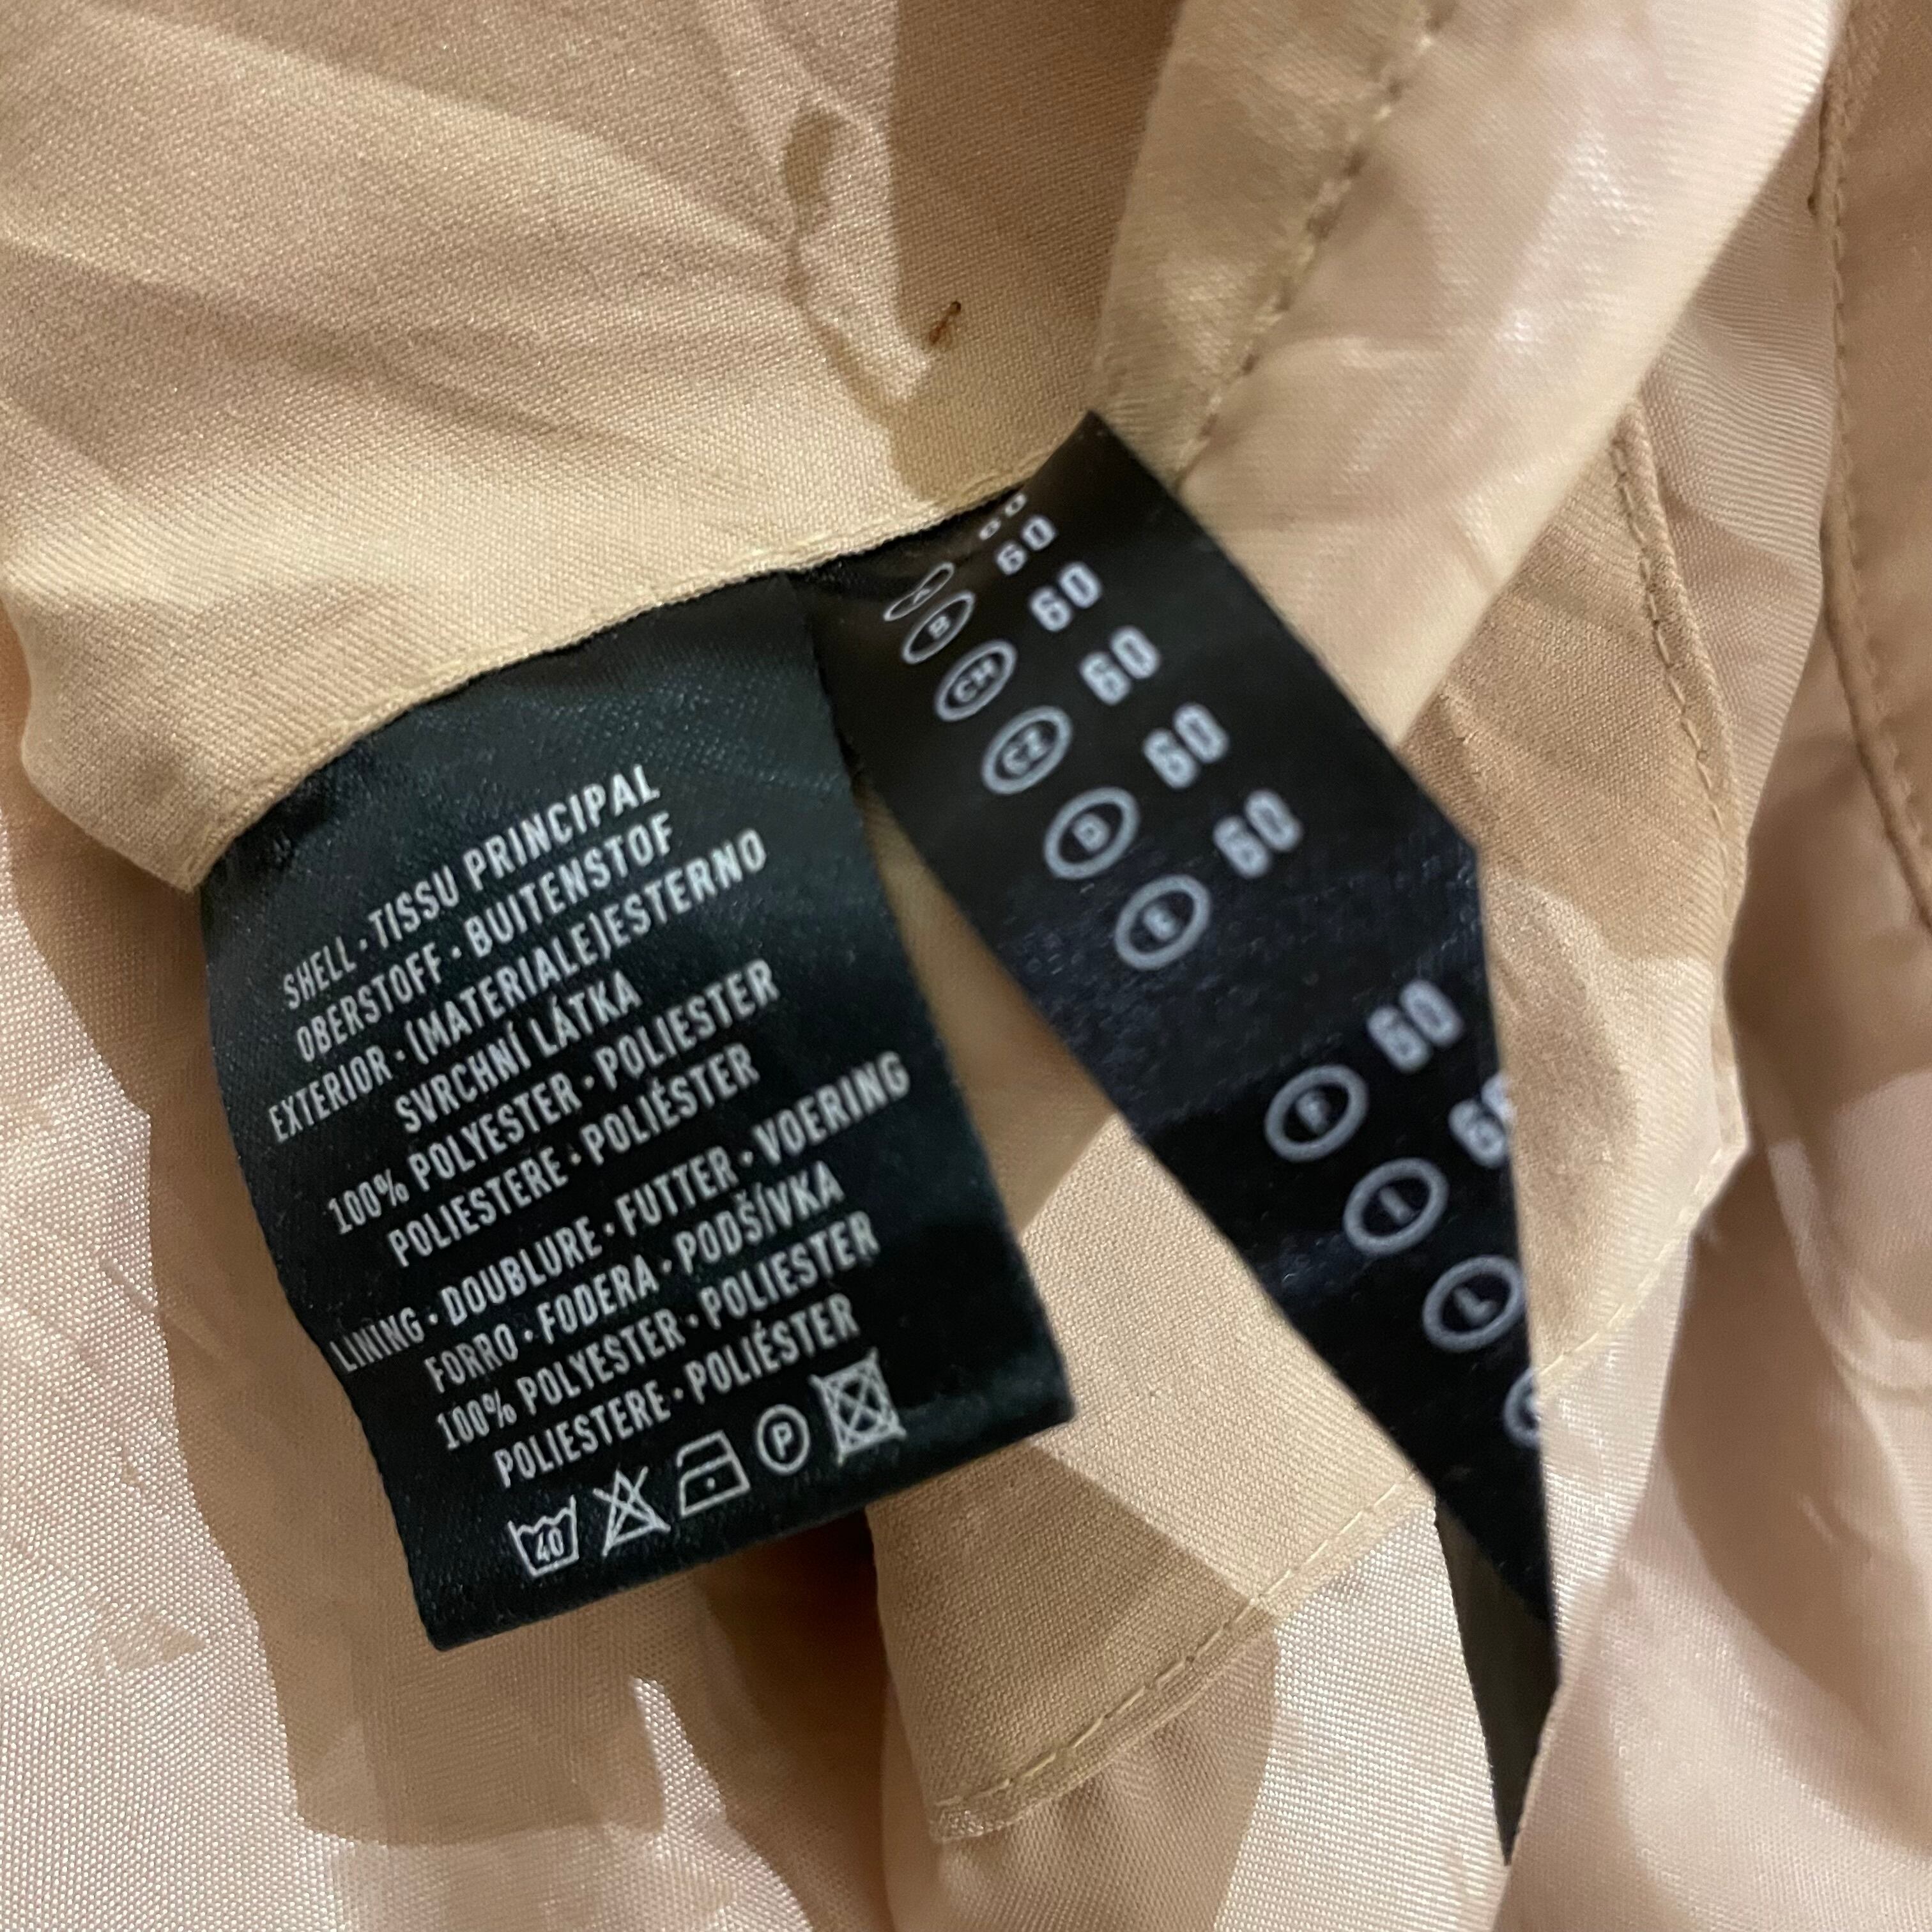 SHELL · TISSU PRINCIPAL
OBERSTOFF · BUITENSTOF
EXTERIOR · (MATERIALE)ESTERNO
SVRCHNÍ LÁTKA
100% POLYESTER · POLIESTER
POLIESTERE · POLIÉSTER
LINING · DOUBLURE · FUTTER · VOERING
FORRO · FODERA · PODŠÍVKA
100% POLYESTER · POLIESTER
POLIESTERE · POLIÉSTER
40 P
60
B 60
CH 60
CZ 60
D 60
E 60
F 60
I
L